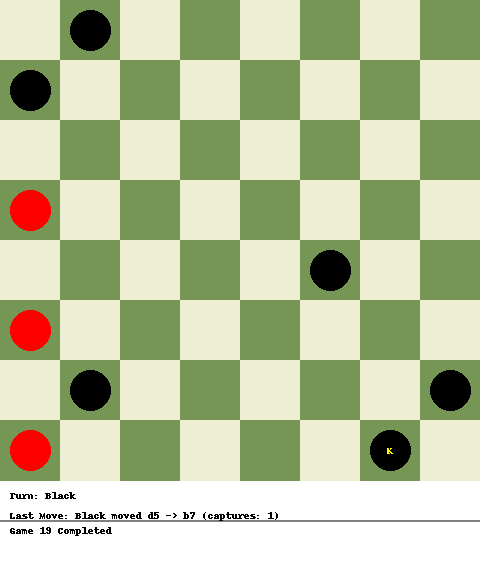 K
Turn: Black
Last Move: Black moved d5 -> b7 (captures: 1)
Game 19 Completed